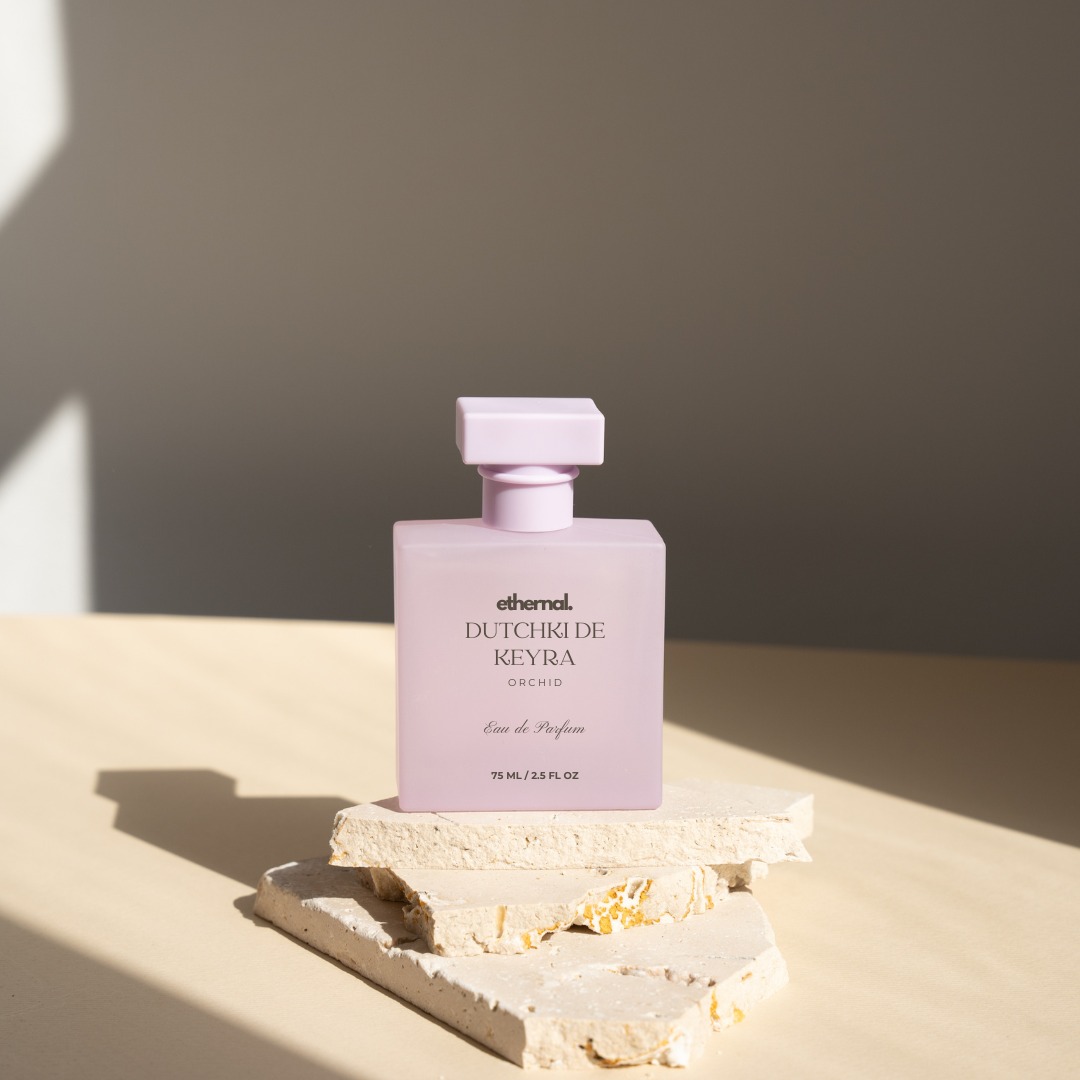 ethernal.
DUTCHKI DE
KEYRA
ORCHID
Eau de Parfum
75 ML / 2.5 FL OZ